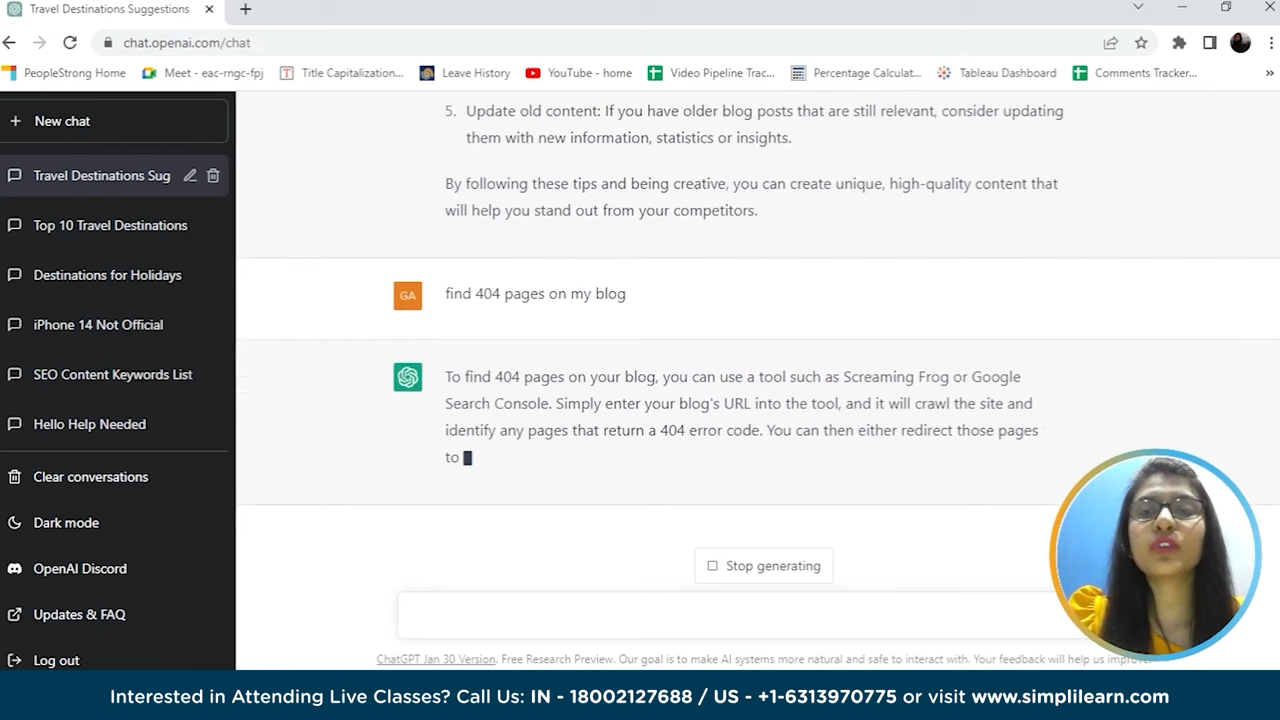 Travel Destinations Suggestions
chat.openai.com/chat
PeopleStrong Home
Meet - eac-rngc-fpj
Title Capitalization...
Leave History
YouTube - home
Video Pipeline Trac...
Percentage Calculat...
Tableau Dashboard
Comments Tracker...
New chat
Travel Destinations Sug
Top 10 Travel Destinations
Destinations for Holidays
iPhone 14 Not Official
SEO Content Keywords List
Hello Help Needed
Clear conversations
Dark mode
OpenAI Discord
Updates & FAQ
Log out
5. Update old content: If you have older blog posts that are still relevant, consider updating
them with new information, statistics or insights.
By following these tips and being creative, you can create unique, high-quality content that
will help you stand out from your competitors.
GA
find 404 pages on my blog
To find 404 pages on your blog, you can use a tool such as Screaming Frog or Google
Search Console. Simply enter your blog's URL into the tool, and it will crawl the site and
identify any pages that return a 404 error code. You can then either redirect those pages
to
Stop generating
ChatGPT Jan 30 Version. Free Research Preview. Our goal is to make AI systems more natural and safe to interact with. Your feedback will help us improve.
Interested in Attending Live Classes? Call Us: IN - 18002127688 / US - +1-6313970775 or visit www.simplilearn.com